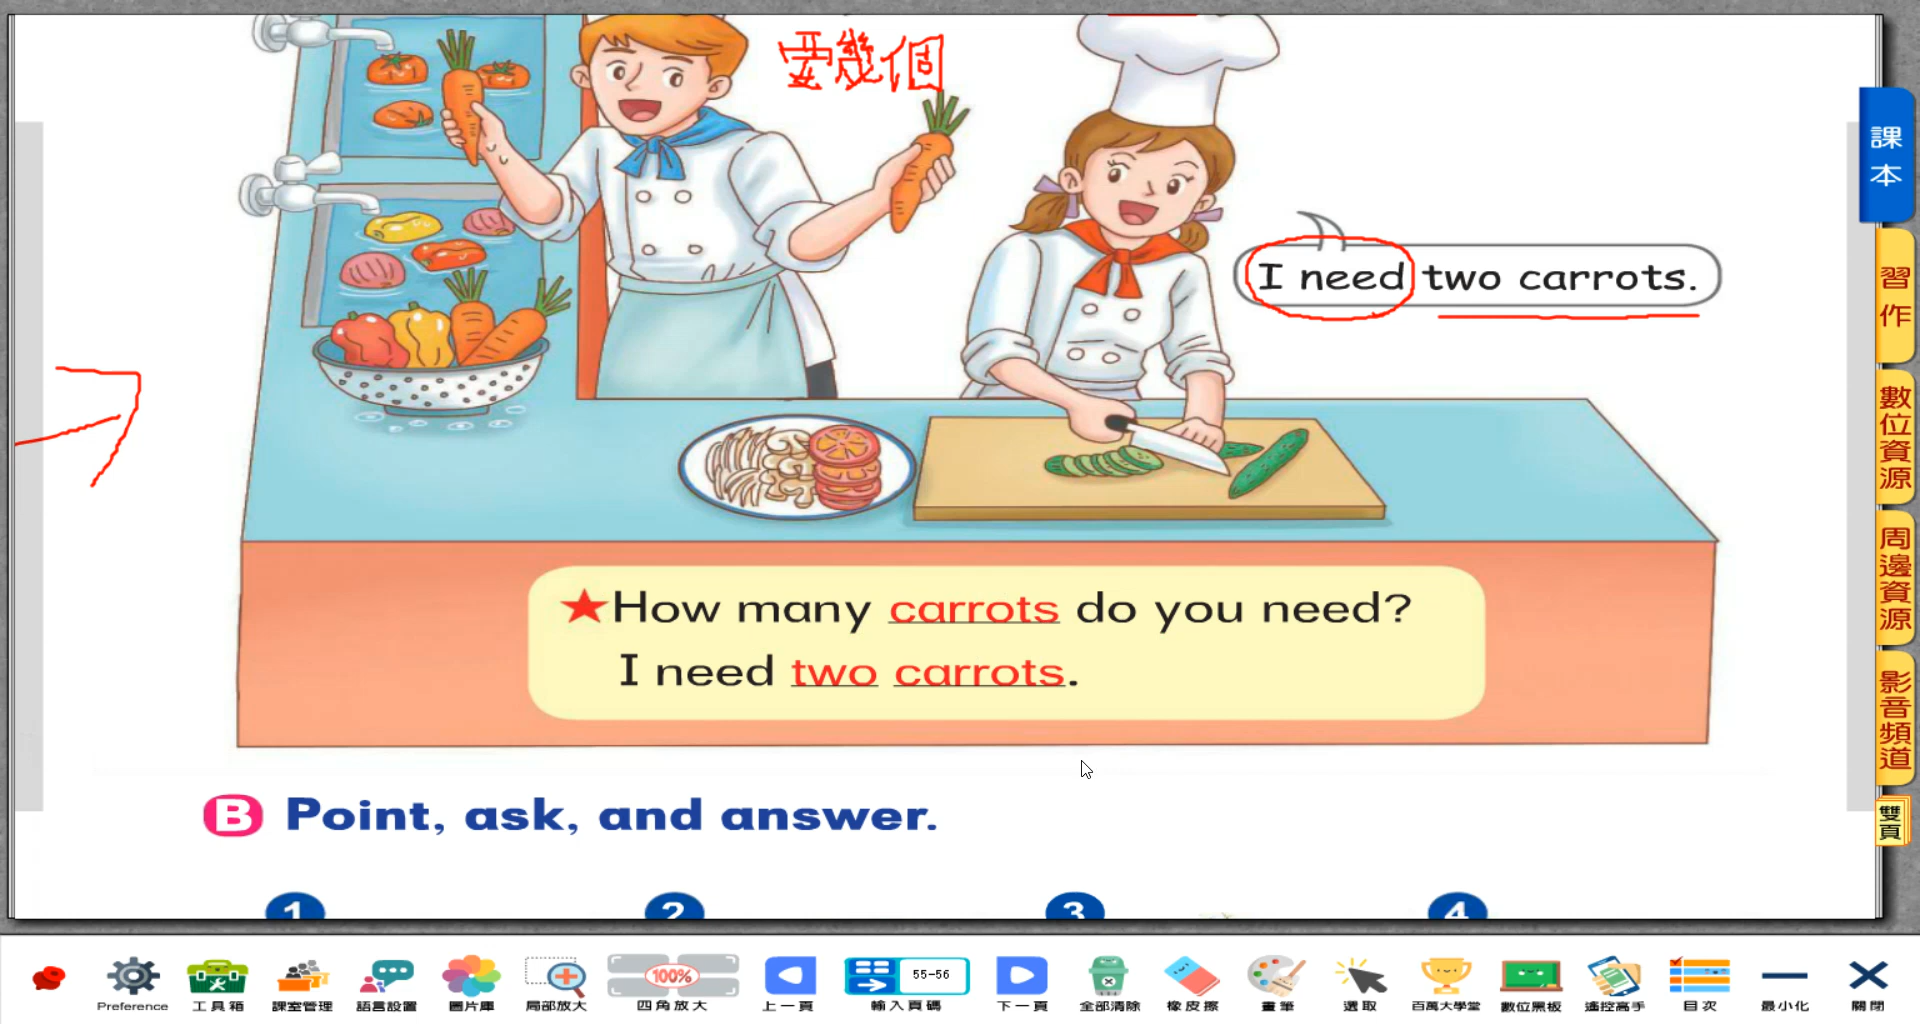 要幾個
I need two carrots.
★How many carrots do you need?
I need two carrots.
B Point, ask, and answer.
1 2 3 4
課本
習作
數位資源
周邊資源
影音頻道
雙頁
100%
55-56
Preference 工具箱 課室管理 語言設置 圖片庫 局部放大 四角放大 上一頁 輸入頁碼 下一頁 全部清除 橡皮擦 畫筆 選取 百萬大學堂 數位黑板 遙控高手 目次 最小化 關閉